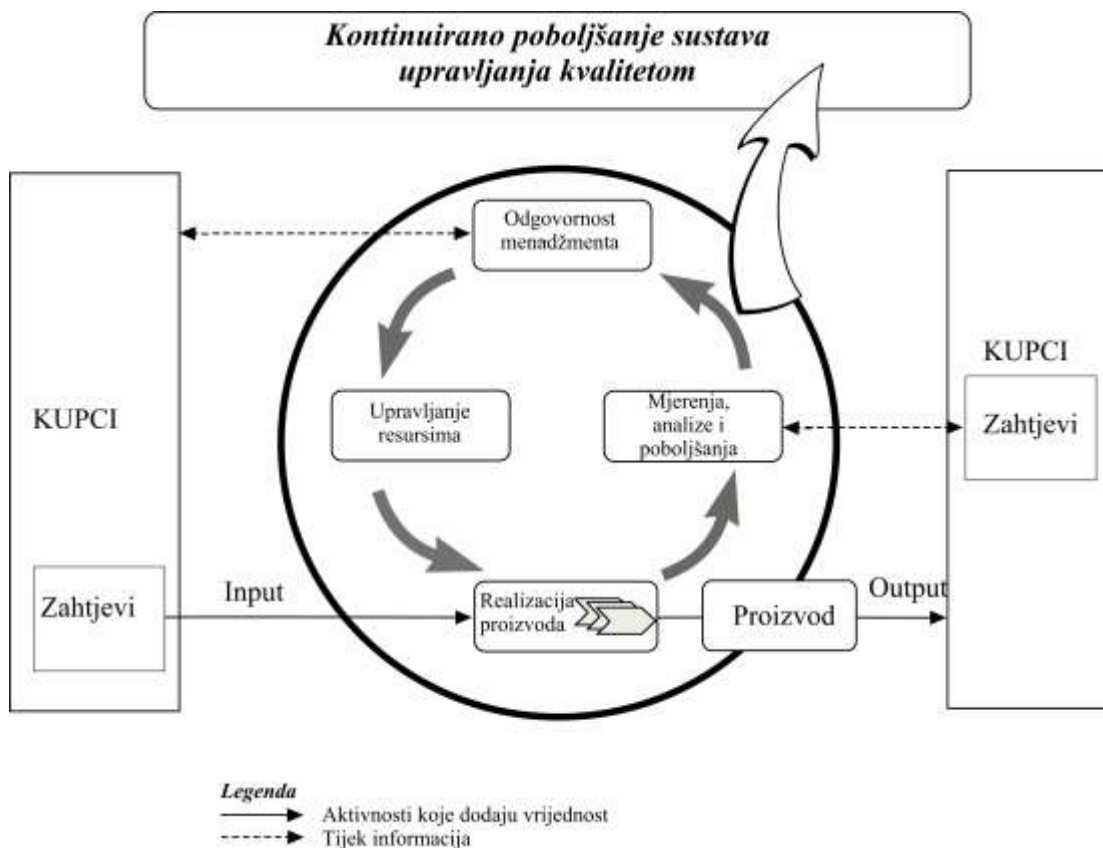 Kontinuirano poboljšanje sustava
upravljanja kvalitetom
Odgovornost
menadžmenta
KUPCI
Upravljanje
resursima
Mjerenja,
analize i
poboljšanja
KUPCI
Zahtjevi
Zahtjevi
Input
Realizacija
proizvoda
Proizvod
Output
Legenda
Aktivnosti koje dodaju vrijednost
Tijek informacija